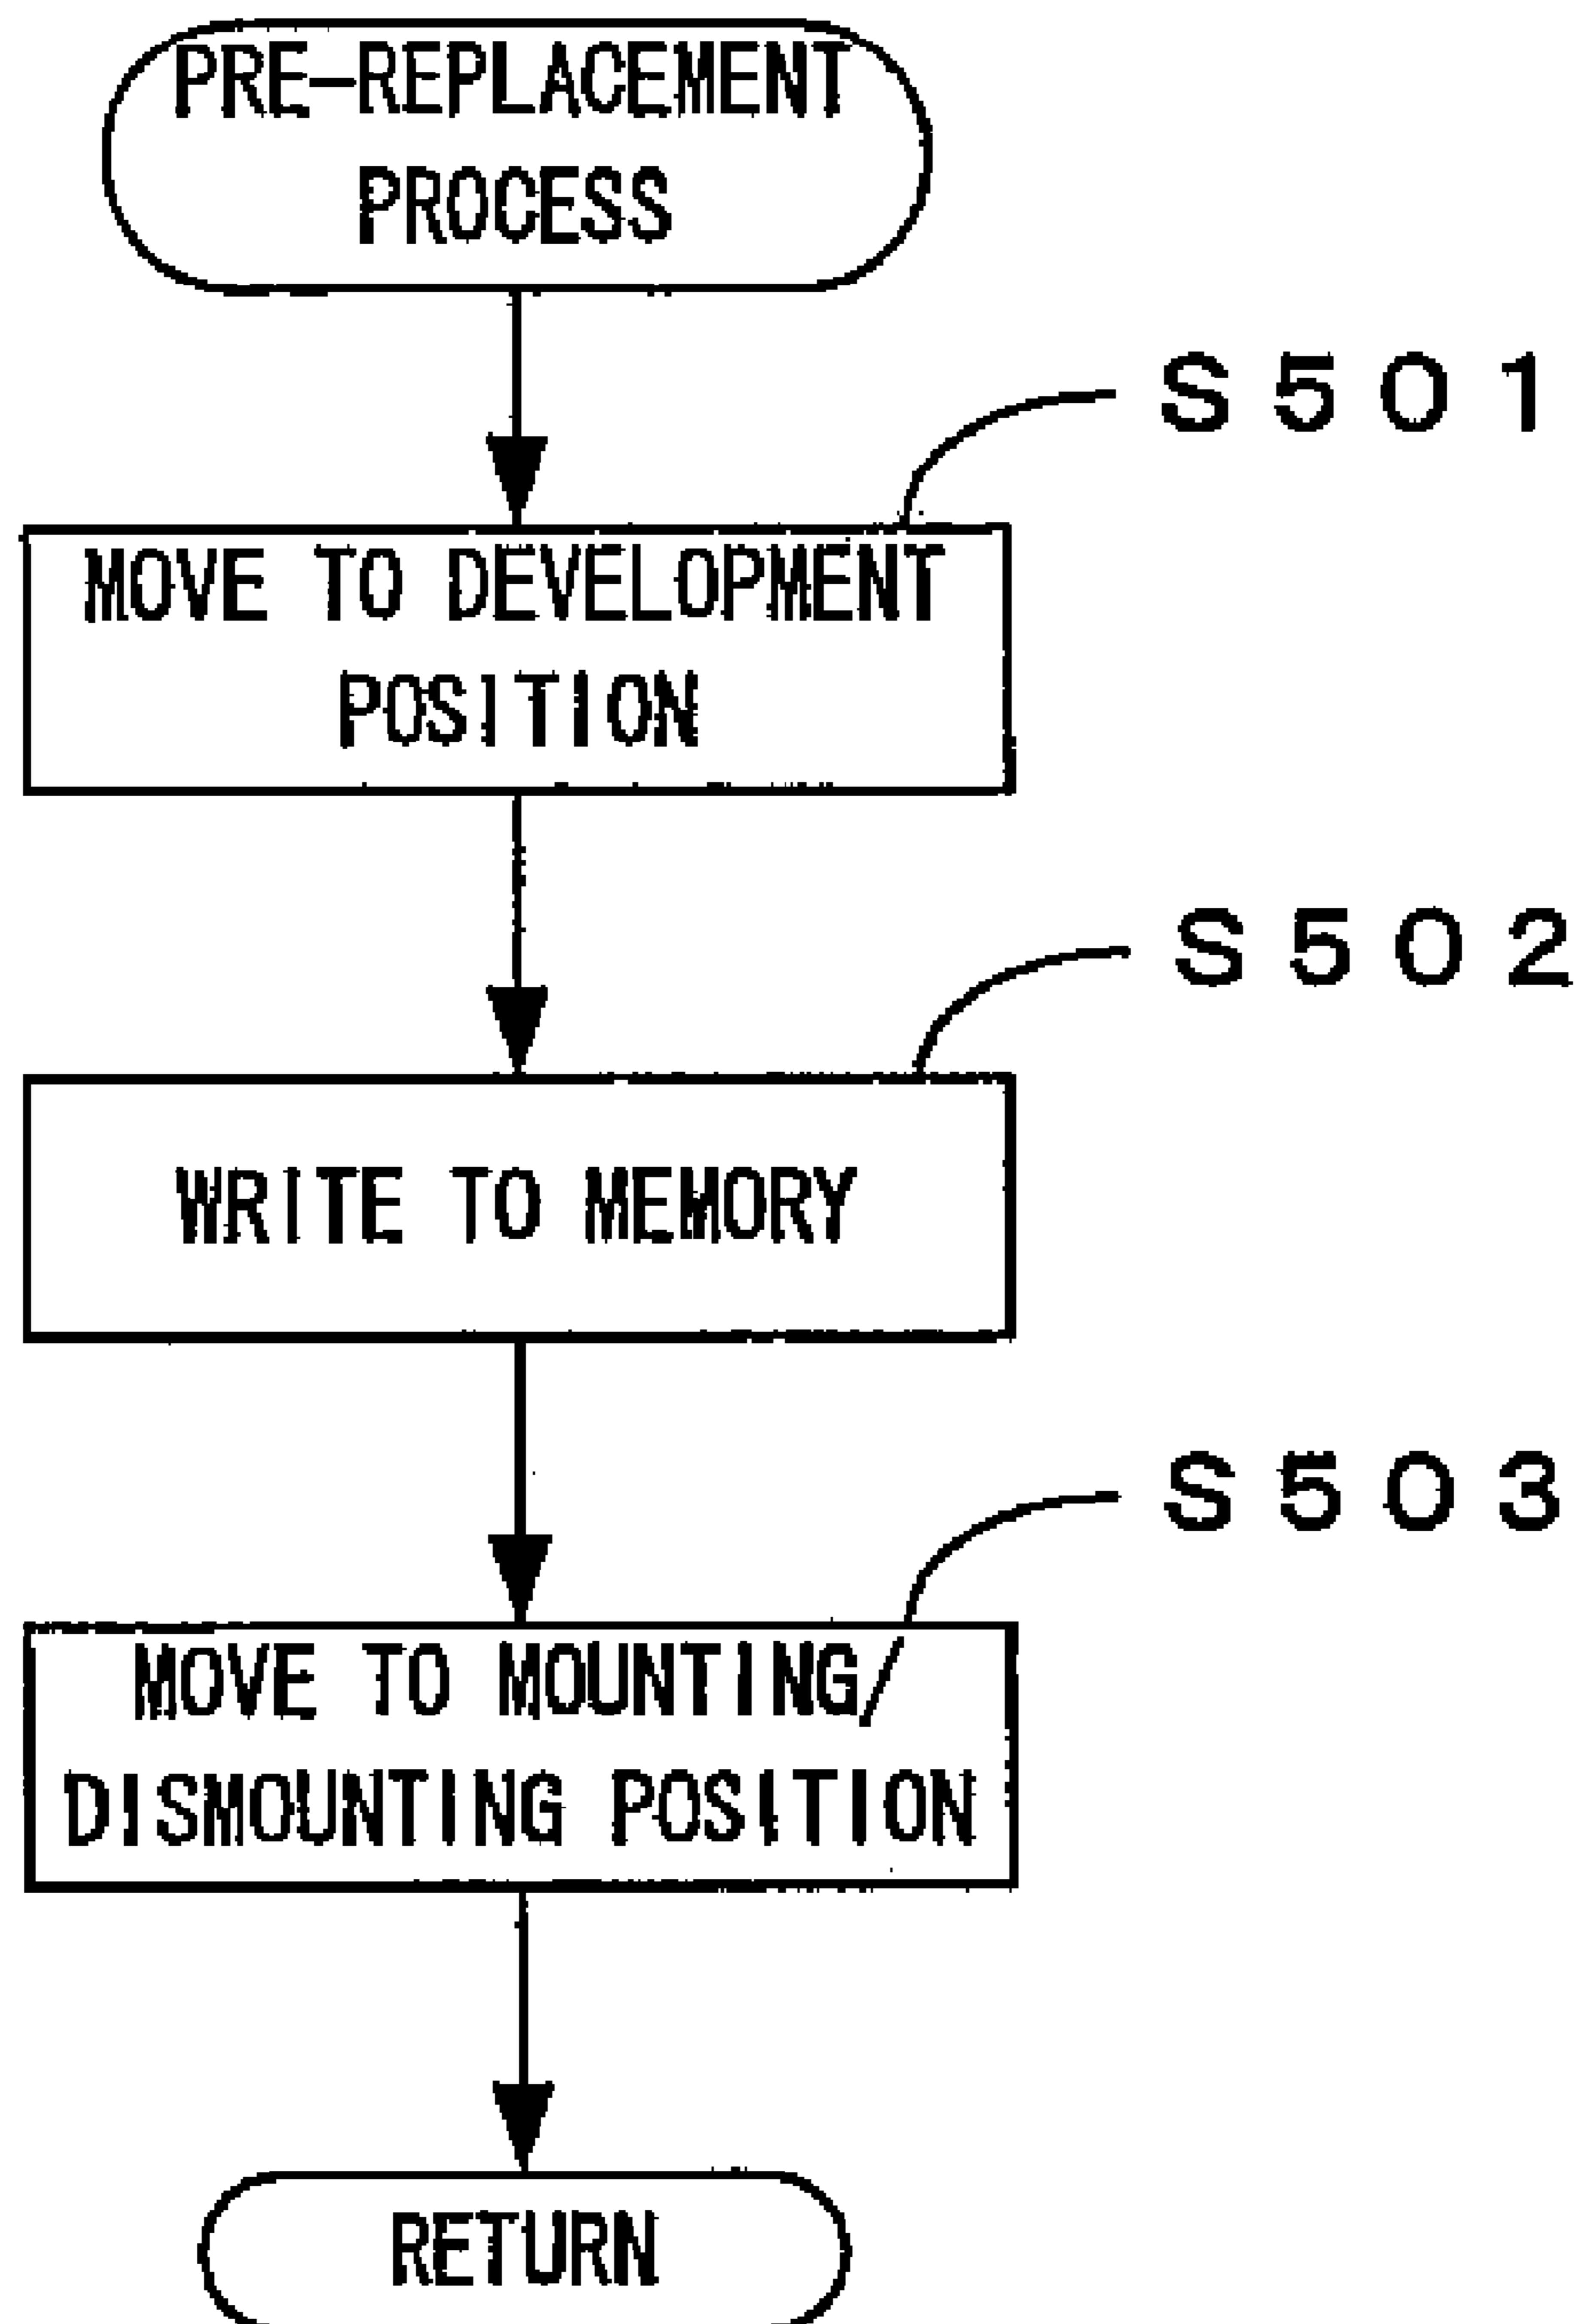 PRE-REPLACEMENT
PROCESS
S501
MOVE TO DEVELOPMENT
POSITION
S502
WRITE TO MEMORY
S503
MOVE TO MOUNTING/
DISMOUNTING POSITION
RETURN